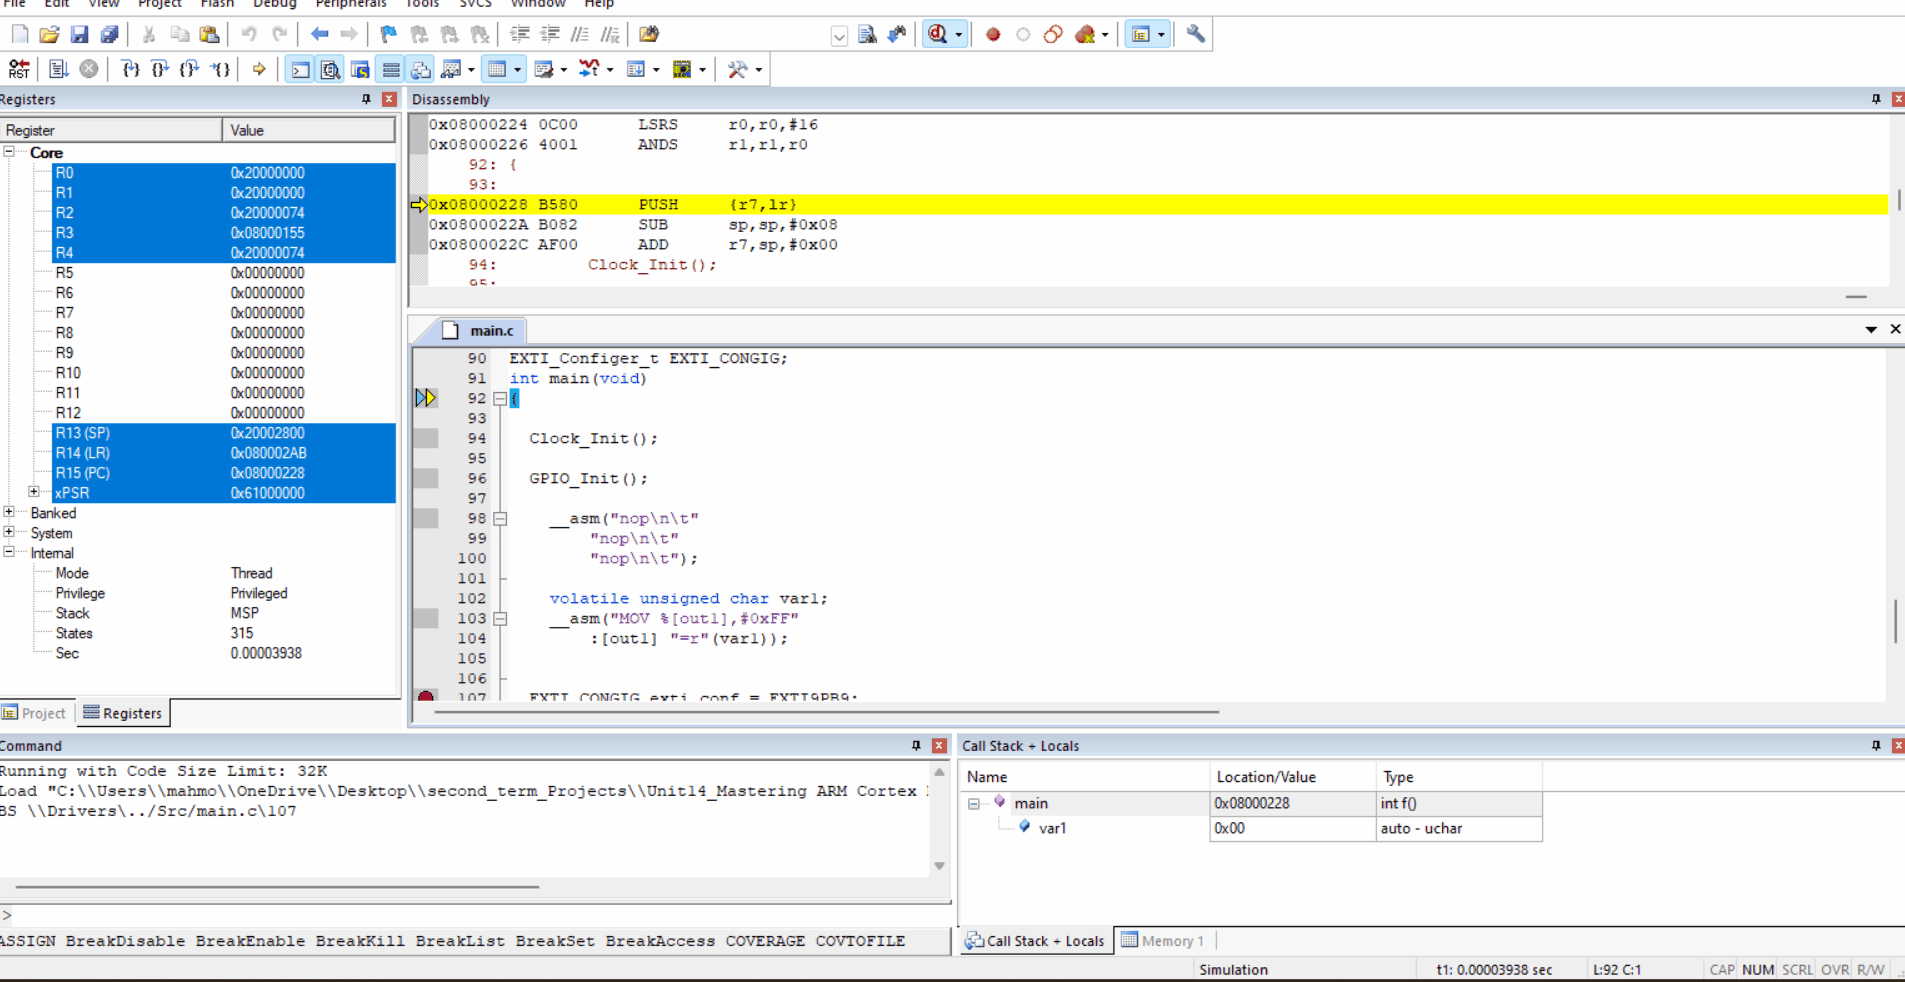 File Edit View Project Flash Debug Peripherals Tools SVCS Window Help
RST
Registers
Register Value
Core
R0 0x20000000
R1 0x20000000
R2 0x20000074
R3 0x08000155
R4 0x20000074
R5 0x00000000
R6 0x00000000
R7 0x00000000
R8 0x00000000
R9 0x00000000
R10 0x00000000
R11 0x00000000
R12 0x00000000
R13 (SP) 0x20002800
R14 (LR) 0x080002AB
R15 (PC) 0x08000228
xPSR 0x61000000
Banked
System
Internal
Mode Thread
Privilege Privileged
Stack MSP
States 315
Sec 0.00003938
Project Registers
Disassembly
0x08000224 0C00 LSRS r0,r0,#16
0x08000226 4001 ANDS r1,r1,r0
92: {
93:
0x08000228 B580 PUSH {r7,lr}
0x0800022A B082 SUB sp,sp,#0x08
0x0800022C AF00 ADD r7,sp,#0x00
94: Clock_Init();
95:
main.c
90 EXTI_Configer_t EXTI_CONGIG;
91 int main(void)
92 {
93
94 Clock_Init();
95
96 GPIO_Init();
97
98 __asm("nop\n\t"
99 "nop\n\t"
100 "nop\n\t");
101
102 volatile unsigned char var1;
103 __asm("MOV %[out1],#0xFF"
104 :[out1] "=r"(var1));
105
106
107 EXTI_CONGIG.exti_conf = EXTI9PB9;
Command
Running with Code Size Limit: 32K
Load "C:\\Users\\mahmo\\OneDrive\\Desktop\\second_term_Projects\\Unit14_Mastering ARM Cortex
BS \\Drivers\../Src/main.c\107
>
ASSIGN BreakDisable BreakEnable BreakKill BreakList BreakSet BreakAccess COVERAGE COVTOFILE
Call Stack + Locals
Name Location/Value Type
main 0x08000228 int f()
var1 0x00 auto - uchar
Call Stack + Locals Memory 1
Simulation t1: 0.00003938 sec L:92 C:1 CAP NUM SCRL OVR R/W